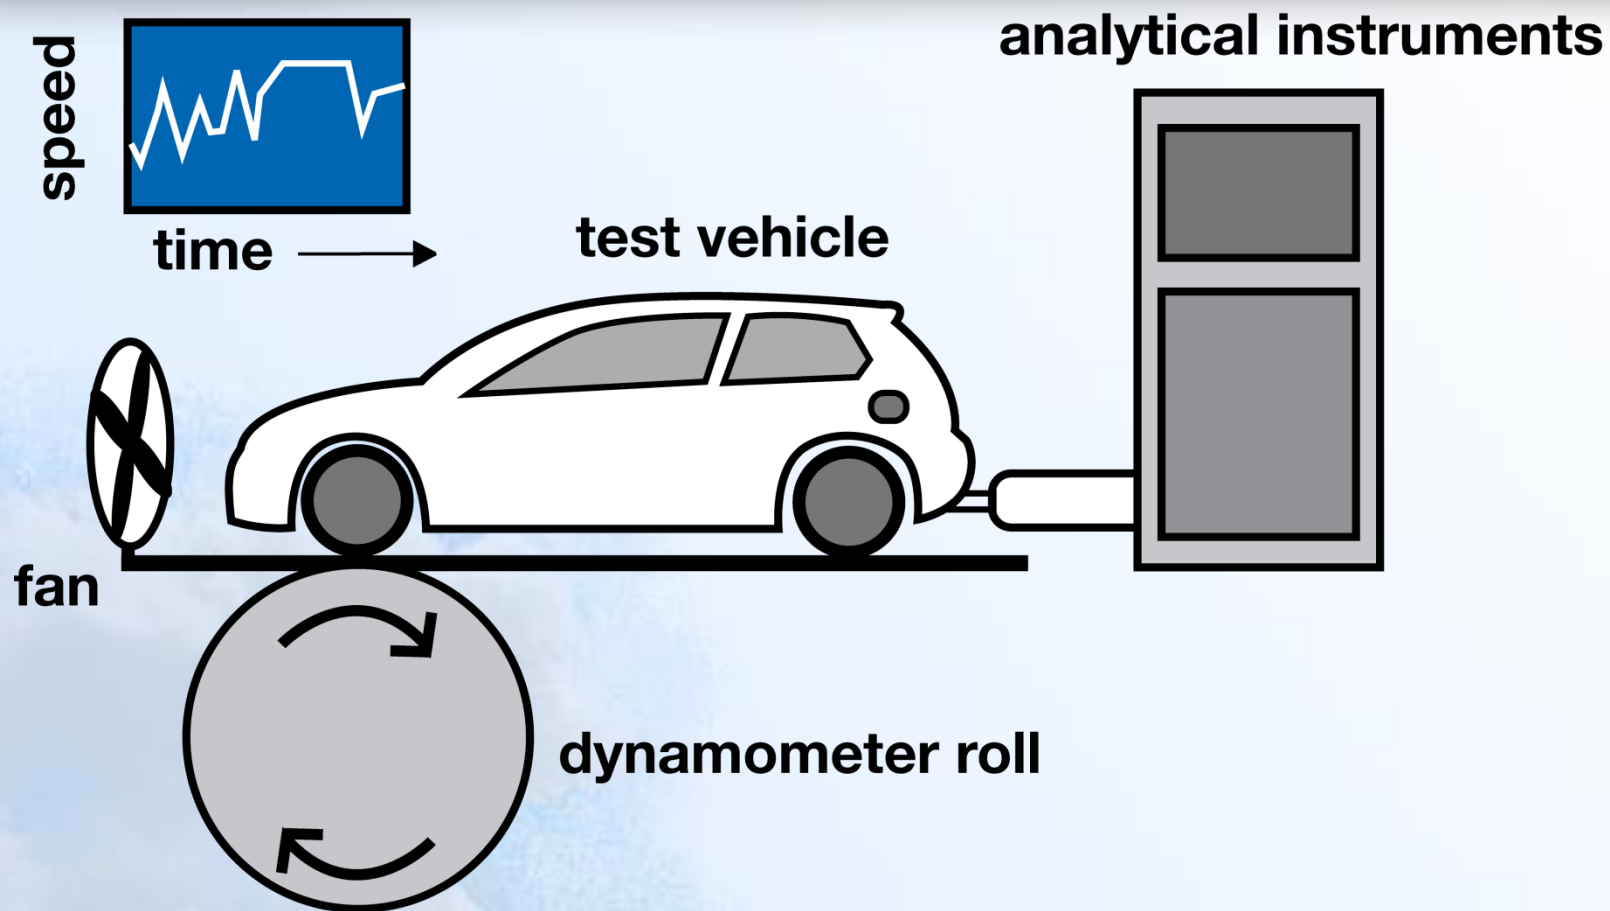 speed
time
analytical instruments
test vehicle
fan
dynamometer roll